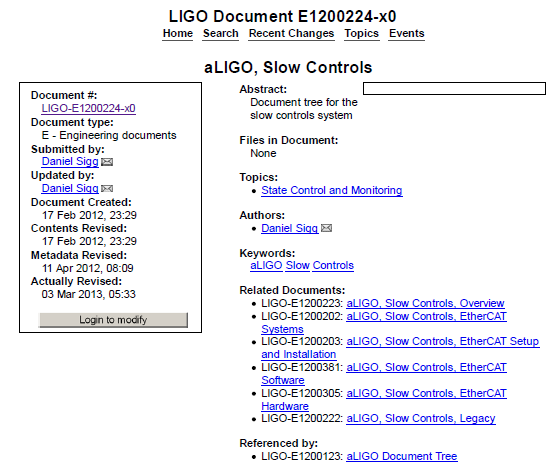 LIGO Document E1200224-x0
Home Search Recent Changes Topics Events
aLIGO, Slow Controls
Document #:
LIGO-E1200224-x0
Document type:
E - Engineering documents
Submitted by:
Daniel Sigg
Updated by:
Daniel Sigg
Document Created:
17 Feb 2012, 23:29
Contents Revised:
17 Feb 2012, 23:29
Metadata Revised:
11 Apr 2012, 08:09
Actually Revised:
03 Mar 2013, 05:33
Login to modify
Abstract:
Document tree for the
slow controls system
Files in Document:
None
Topics:
• State Control and Monitoring
Authors:
• Daniel Sigg
Keywords:
aLIGO Slow Controls
Related Documents:
• LIGO-E1200223: aLIGO, Slow Controls, Overview
• LIGO-E1200202: aLIGO, Slow Controls, EtherCAT
Systems
• LIGO-E1200203: aLIGO, Slow Controls, EtherCAT Setup
and Installation
• LIGO-E1200381: aLIGO, Slow Controls, EtherCAT
Software
• LIGO-E1200305: aLIGO, Slow Controls, EtherCAT
Hardware
• LIGO-E1200222: aLIGO, Slow Controls, Legacy
Referenced by:
• LIGO-E1200123: aLIGO Document Tree